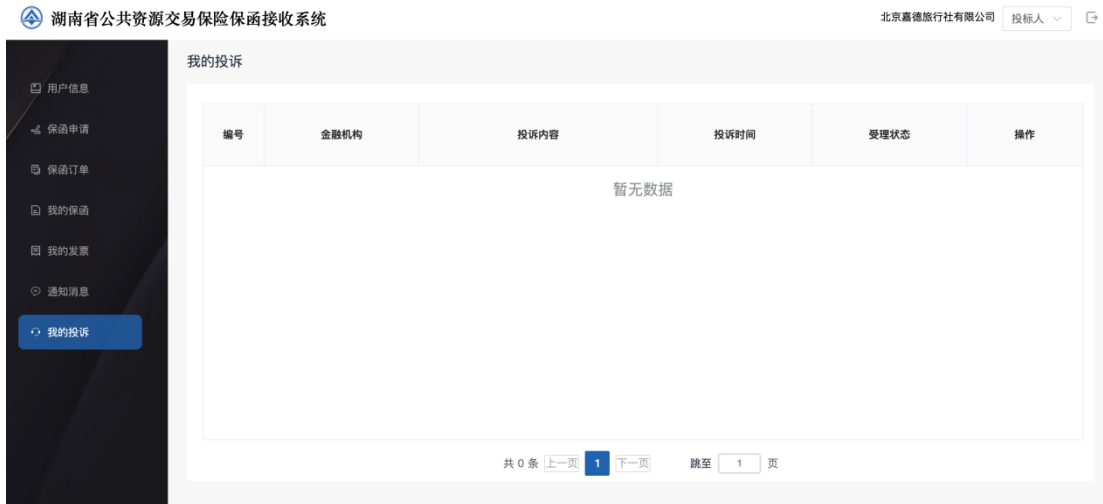 湖南省公共资源交易保险保函接收系统
北京嘉德旅行社有限公司 投标人
我的投诉
用户信息
保函申请
保函订单
我的保函
我的发票
通知消息
我的投诉
编号 金融机构 投诉内容 投诉时间 受理状态 操作
暂无数据
共 0 条 上一页 1 下一页 跳至 1 页